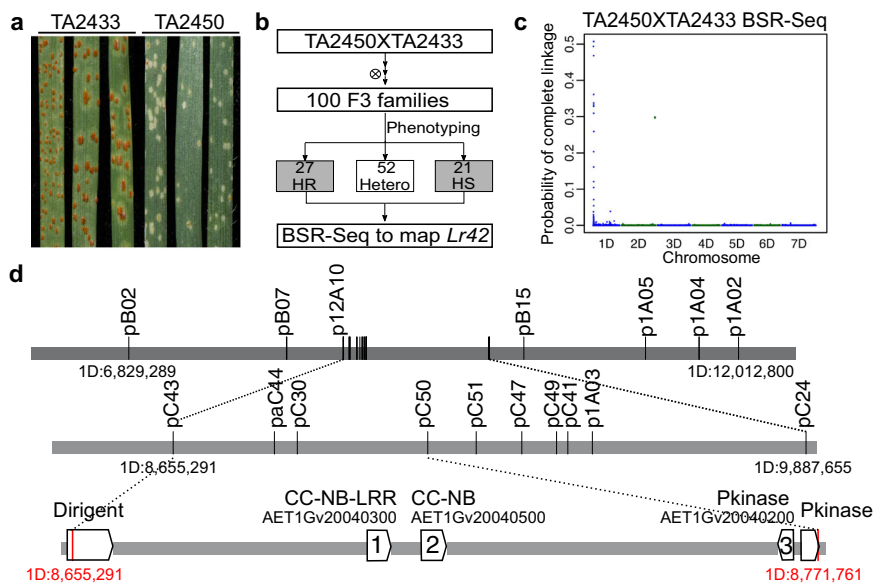 a
TA2433 TA2450
b
TA2450XTA2433
⊗
100 F3 families
Phenotyping
27 HR
52 Hetero
21 HS
BSR-Seq to map Lr42
c
TA2450XTA2433 BSR-Seq
Probability of complete linkage
0.5
0.4
0.3
0.2
0.1
0.0
1D 2D 3D 4D 5D 6D 7D
Chromosome
d
pB02 pB07 p12A10 pB15 p1A05 p1A04 p1A02
1D:6,829,289 1D:12,012,800
pC43 paC44 pC30 pC50 pC51 pC47 pC49 pC41 p1A03 pC24
1D:8,655,291 1D:9,887,655
Dirigent CC-NB-LRR CC-NB Pkinase Pkinase
AET1Gv20040300 AET1Gv20040500 AET1Gv20040200
1 2 3
1D:8,655,291 1D:8,771,761